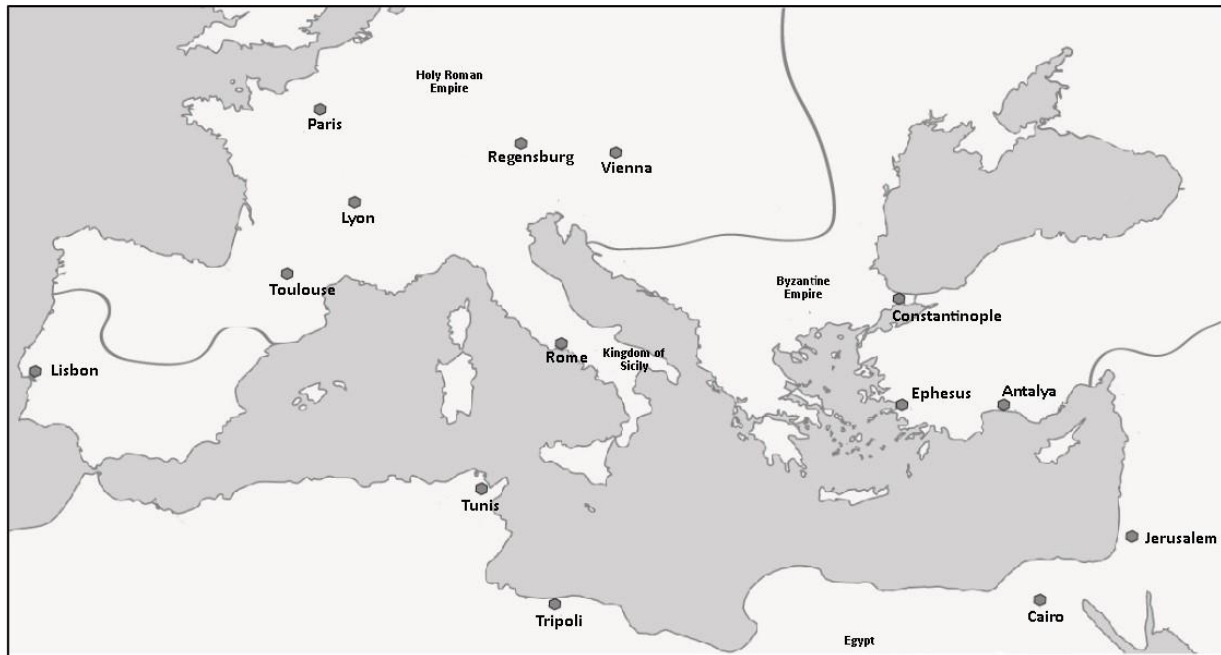 Holy Roman
Empire
Paris
Regensburg
Vienna
Lyon
Toulouse
Byzantine
Empire
Constantinople
Rome
Kingdom of
Sicily
Lisbon
Ephesus
Antalya
Tunis
Jerusalem
Tripoli
Cairo
Egypt